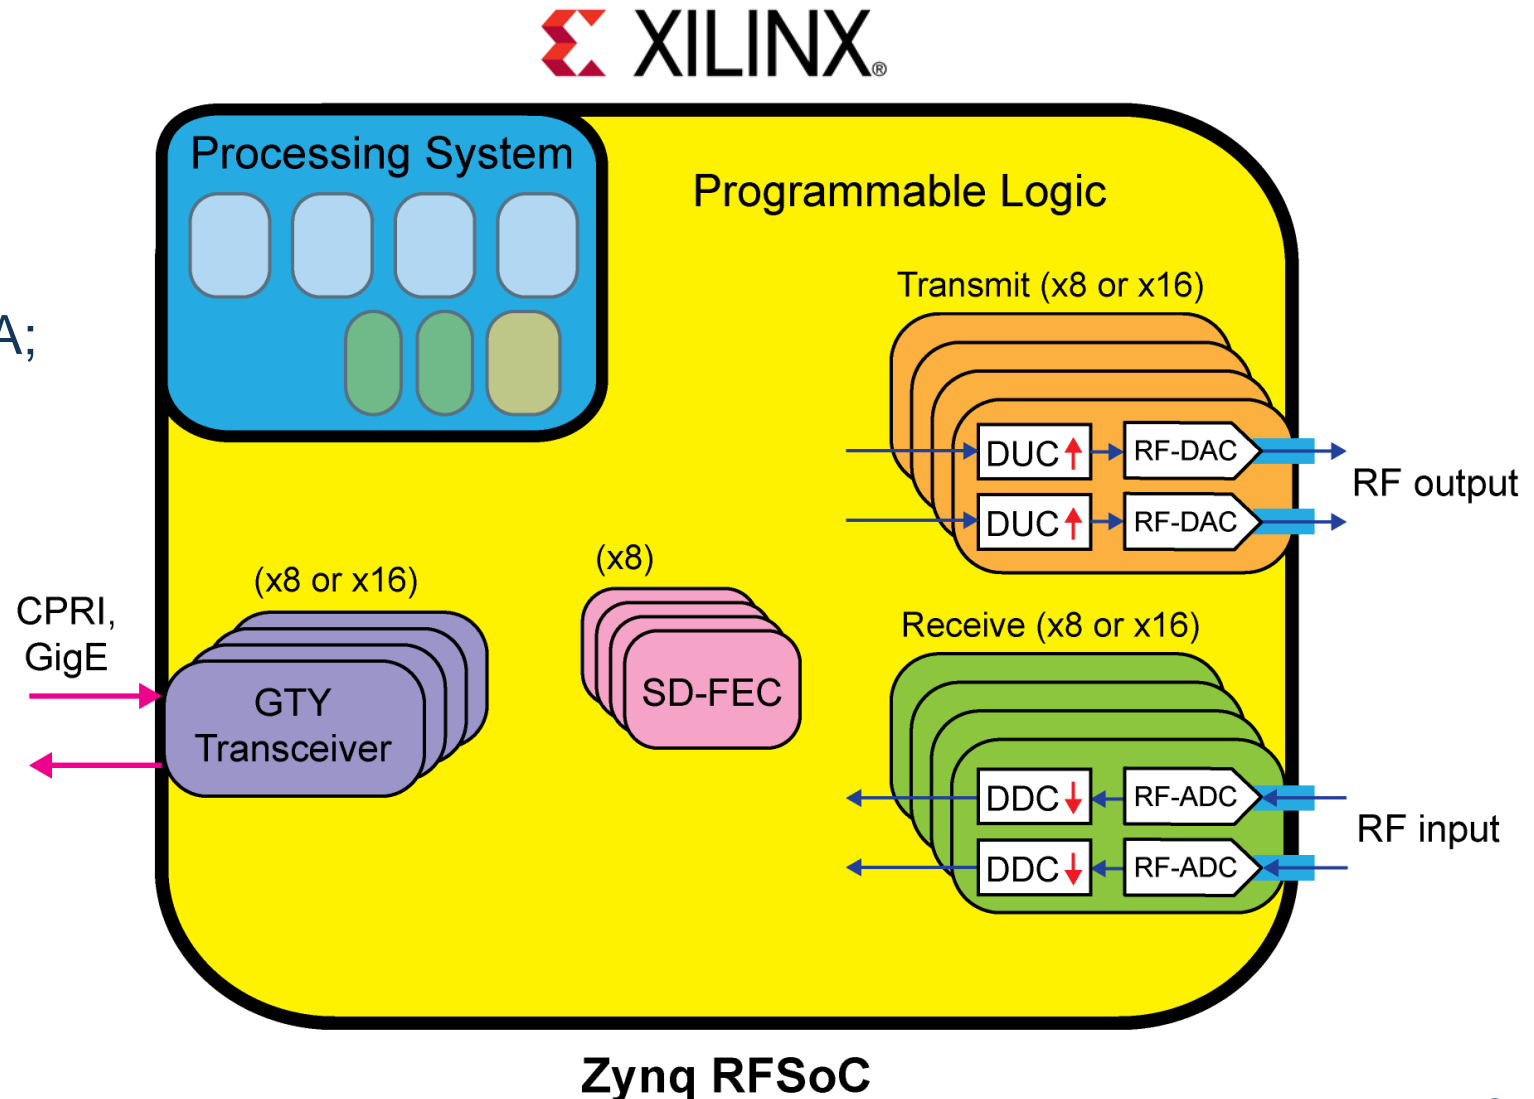 XILINX®
Processing System
Programmable Logic
A;
Transmit (x8 or x16)
DUC
RF-DAC
DUC
RF-DAC
RF output
(x8 or x16)
CPRI,
GigE
GTY
Transceiver
(x8)
SD-FEC
Receive (x8 or x16)
DDC
RF-ADC
DDC
RF-ADC
RF input
Zynq RFSoC